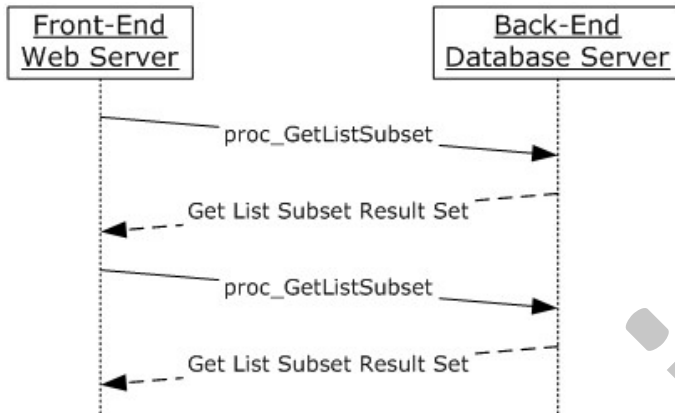 Front-End
Web Server
Back-End
Database Server
proc_GetListSubset
Get List Subset Result Set
proc_GetListSubset
Get List Subset Result Set